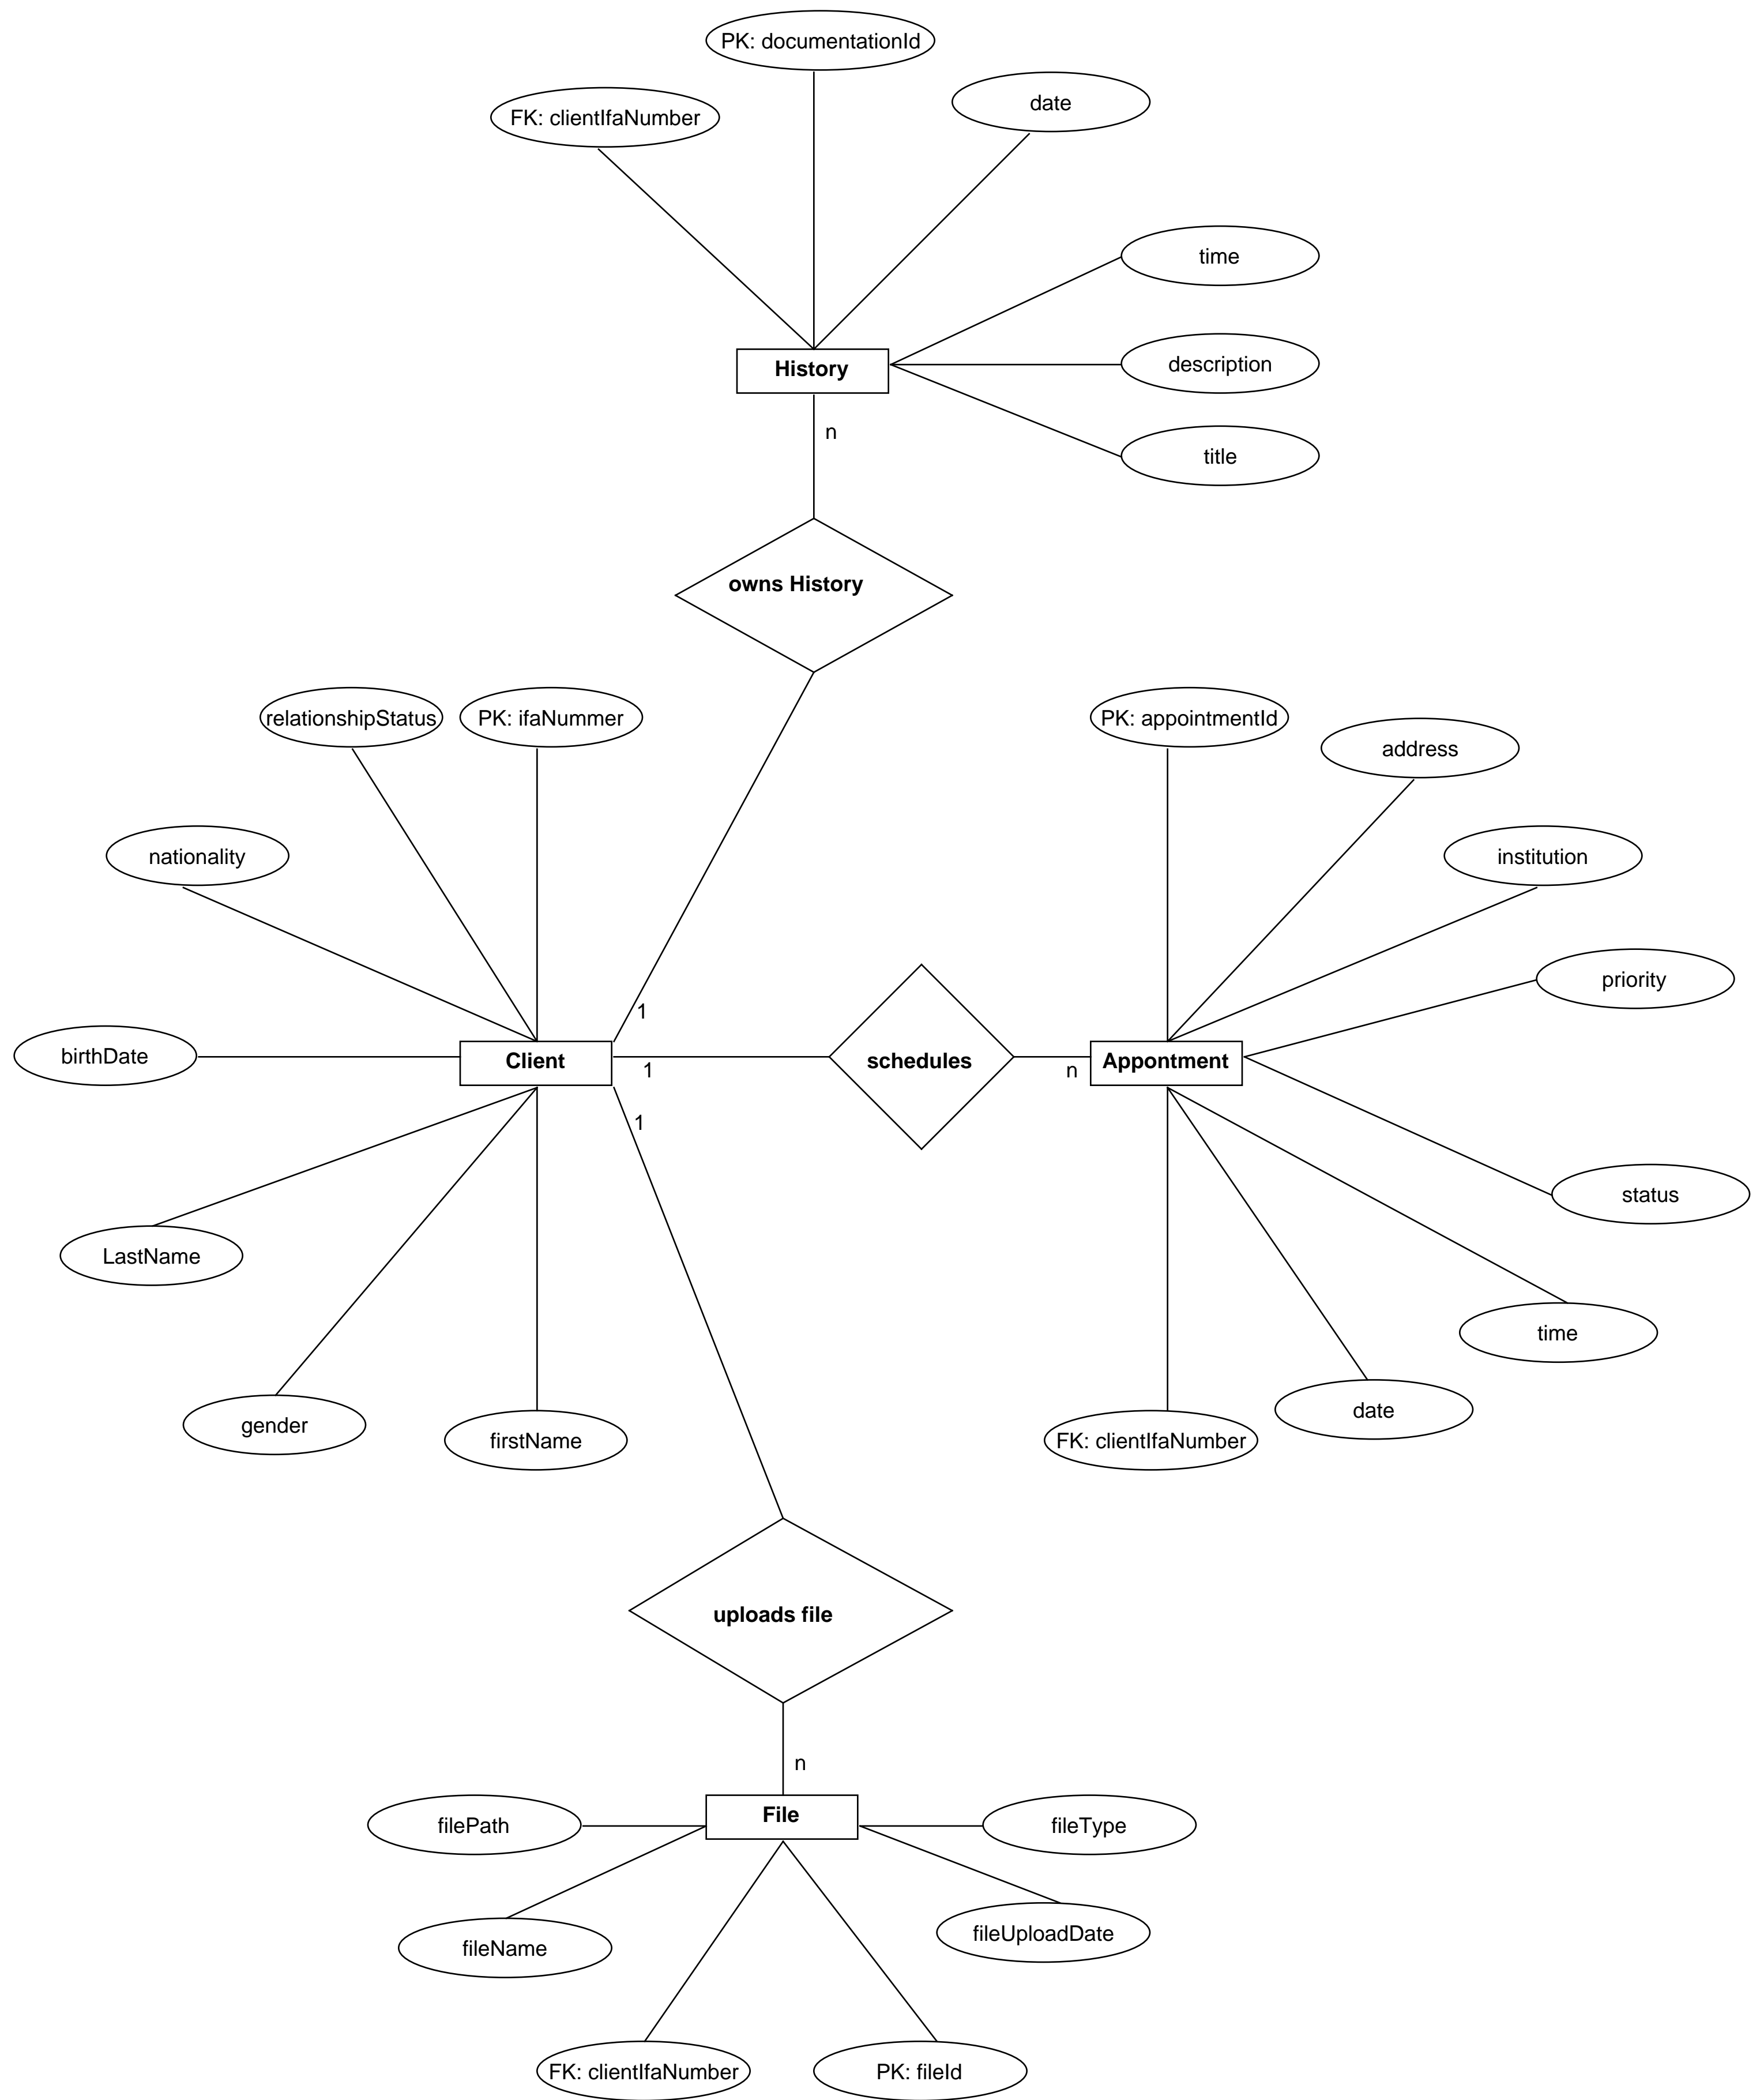 PK: documentationId
date
FK: clientIfaNumber
time
History
description
n
title
owns History
relationshipStatus
PK: ifaNummer
PK: appointmentId
address
nationality
institution
priority
1
birthDate
Client
1
schedules
n
Appontment
1
status
LastName
time
date
gender
firstName
FK: clientIfaNumber
uploads file
n
File
filePath
fileType
fileUploadDate
fileName
FK: clientIfaNumber
PK: fileId